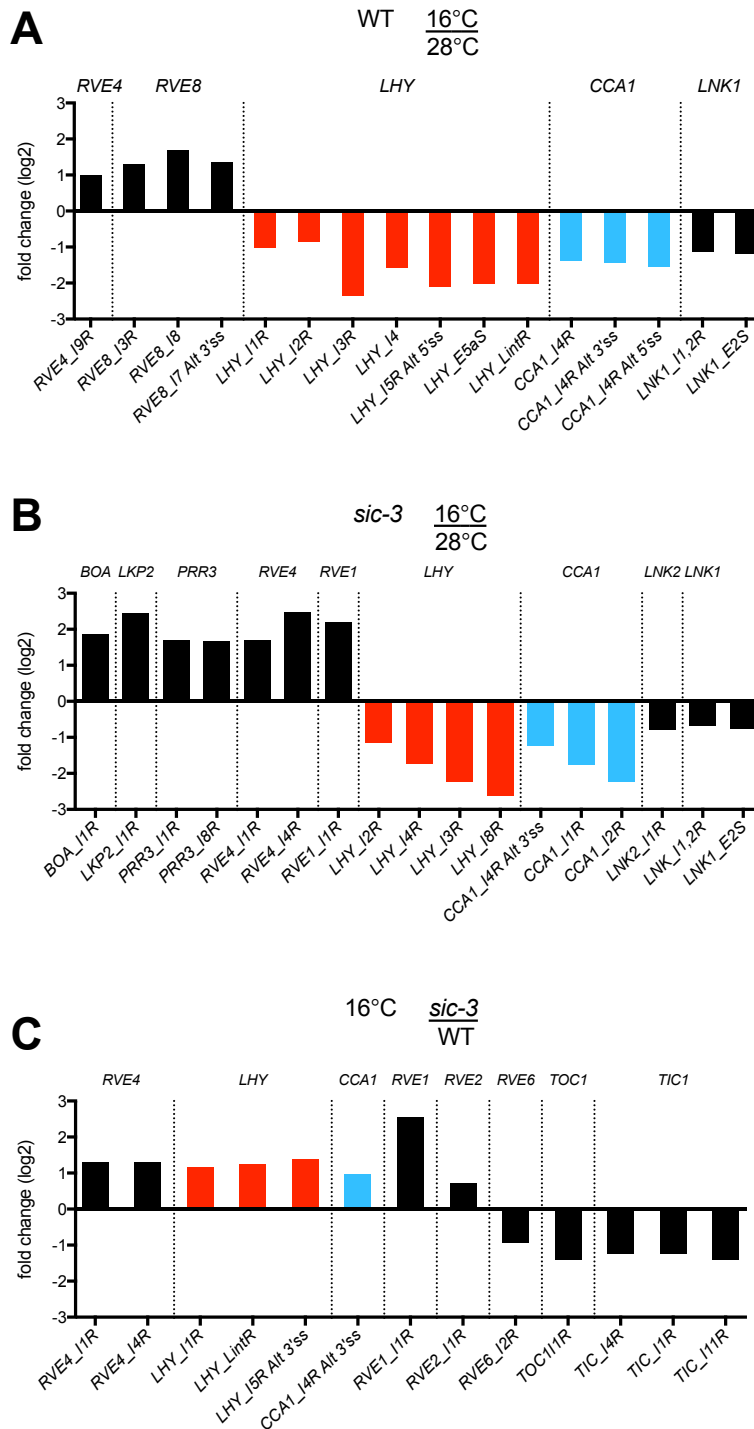 A
WT 16°C
28°C
RVE4 RVE8 LHY CCA1 LNK1
fold change (log2)
3
2
1
0
-1
-2
-3
RVE4_I9R
RVE8_I3R
RVE8_I8
RVE8_I7 Alt 3'ss
LHY_I1R
LHY_I2R
LHY_I3R
LHY_I4
LHY_I5R Alt 5'ss
LHY_E5aS
LHY_LintR
CCA1_I4R
CCA1_I4R Alt 3'ss
CCA1_I4R Alt 5'ss
LNK1_I1,2R
LNK1_E2S
B
sic-3 16°C
28°C
BOA LKP2 PRR3 RVE4 RVE1 LHY CCA1 LNK2 LNK1
fold change (log2)
3
2
1
0
-1
-2
-3
BOA_I1R
LKP2_I1R
PRR3_I1R
PRR3_I8R
RVE4_I1R
RVE4_I4R
RVE1_I1R
LHY_I2R
LHY_I4R
LHY_I3R
LHY_I8R
CCA1_I4R Alt 3'ss
CCA1_I1R
CCA1_I2R
LNK2_I1R
LNK_I1,2R
LNK1_E2S
C
16°C sic-3
WT
RVE4 LHY CCA1 RVE1 RVE2 RVE6 TOC1 TIC1
fold change (log2)
3
2
1
0
-1
-2
-3
RVE4_I1R
RVE4_I4R
LHY_I1R
LHY_LintR
LHY_I5R Alt 3'ss
CCA1_I4R Alt 3'ss
RVE1_I1R
RVE2_I1R
RVE6_I2R
TOC1I1R
TIC_I4R
TIC_I1R
TIC_I11R